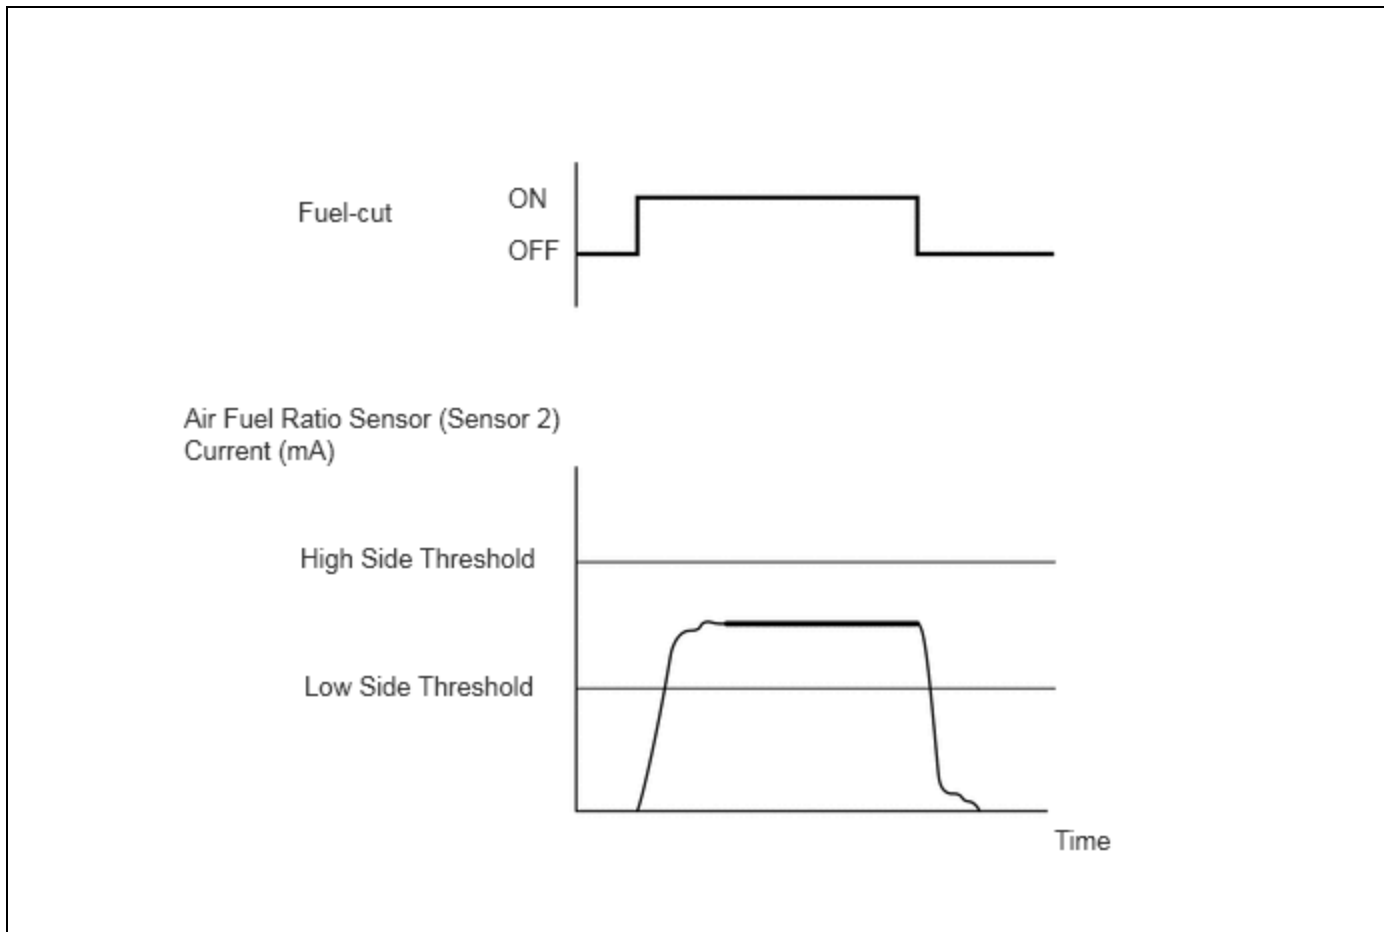 Fuel-cut
ON
OFF
Air Fuel Ratio Sensor (Sensor 2)
Current (mA)
High Side Threshold
Low Side Threshold
Time